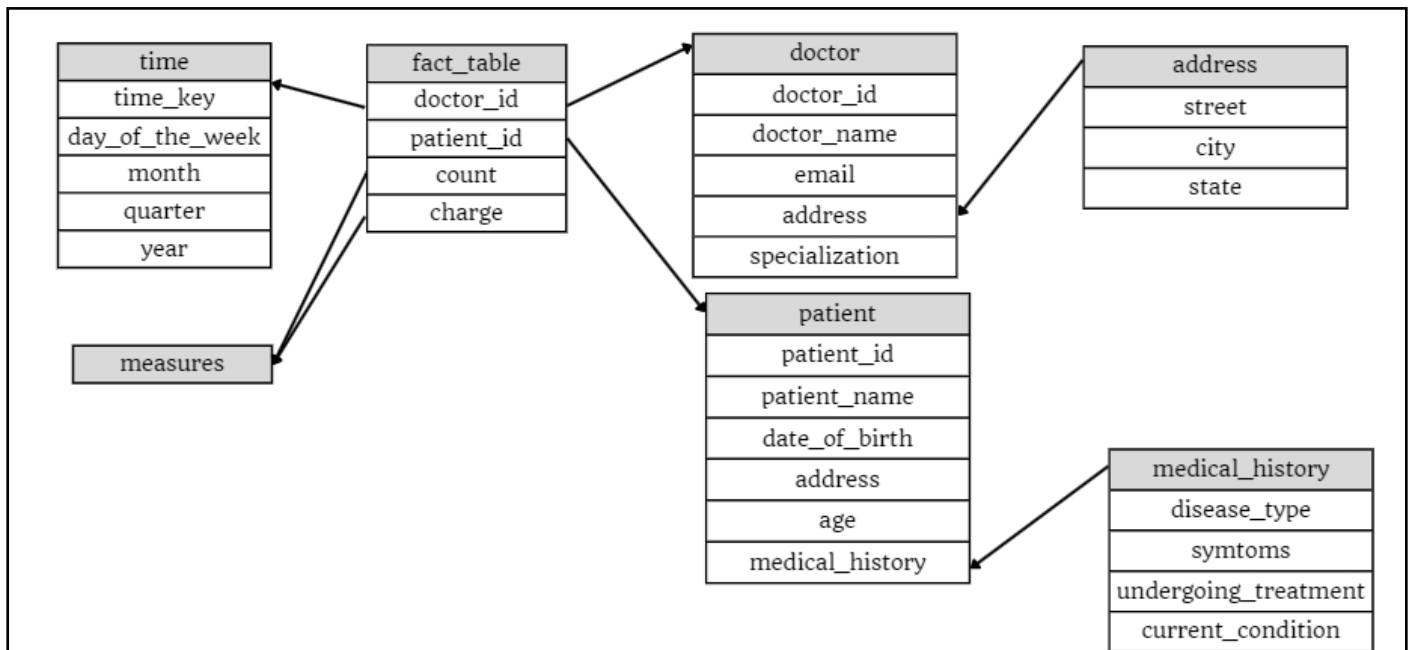 time
time_key
day_of_the_week
month
quarter
year
fact_table
doctor_id
patient_id
count
charge
doctor
doctor_id
doctor_name
email
address
specialization
address
street
city
state
measures
patient
patient_id
patient_name
date_of_birth
address
age
medical_history
medical_history
disease_type
symtoms
undergoing_treatment
current_condition